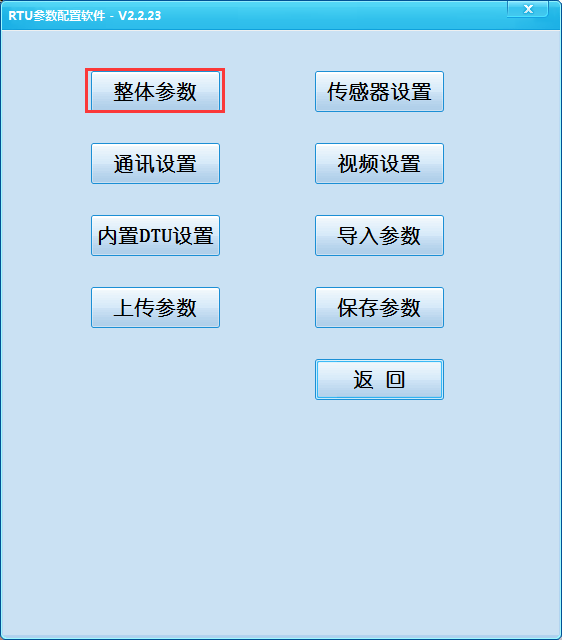 RTU参数配置软件 - V2.2.23
整体参数
传感器设置
通讯设置
视频设置
内置DTU设置
导入参数
上传参数
保存参数
返 回